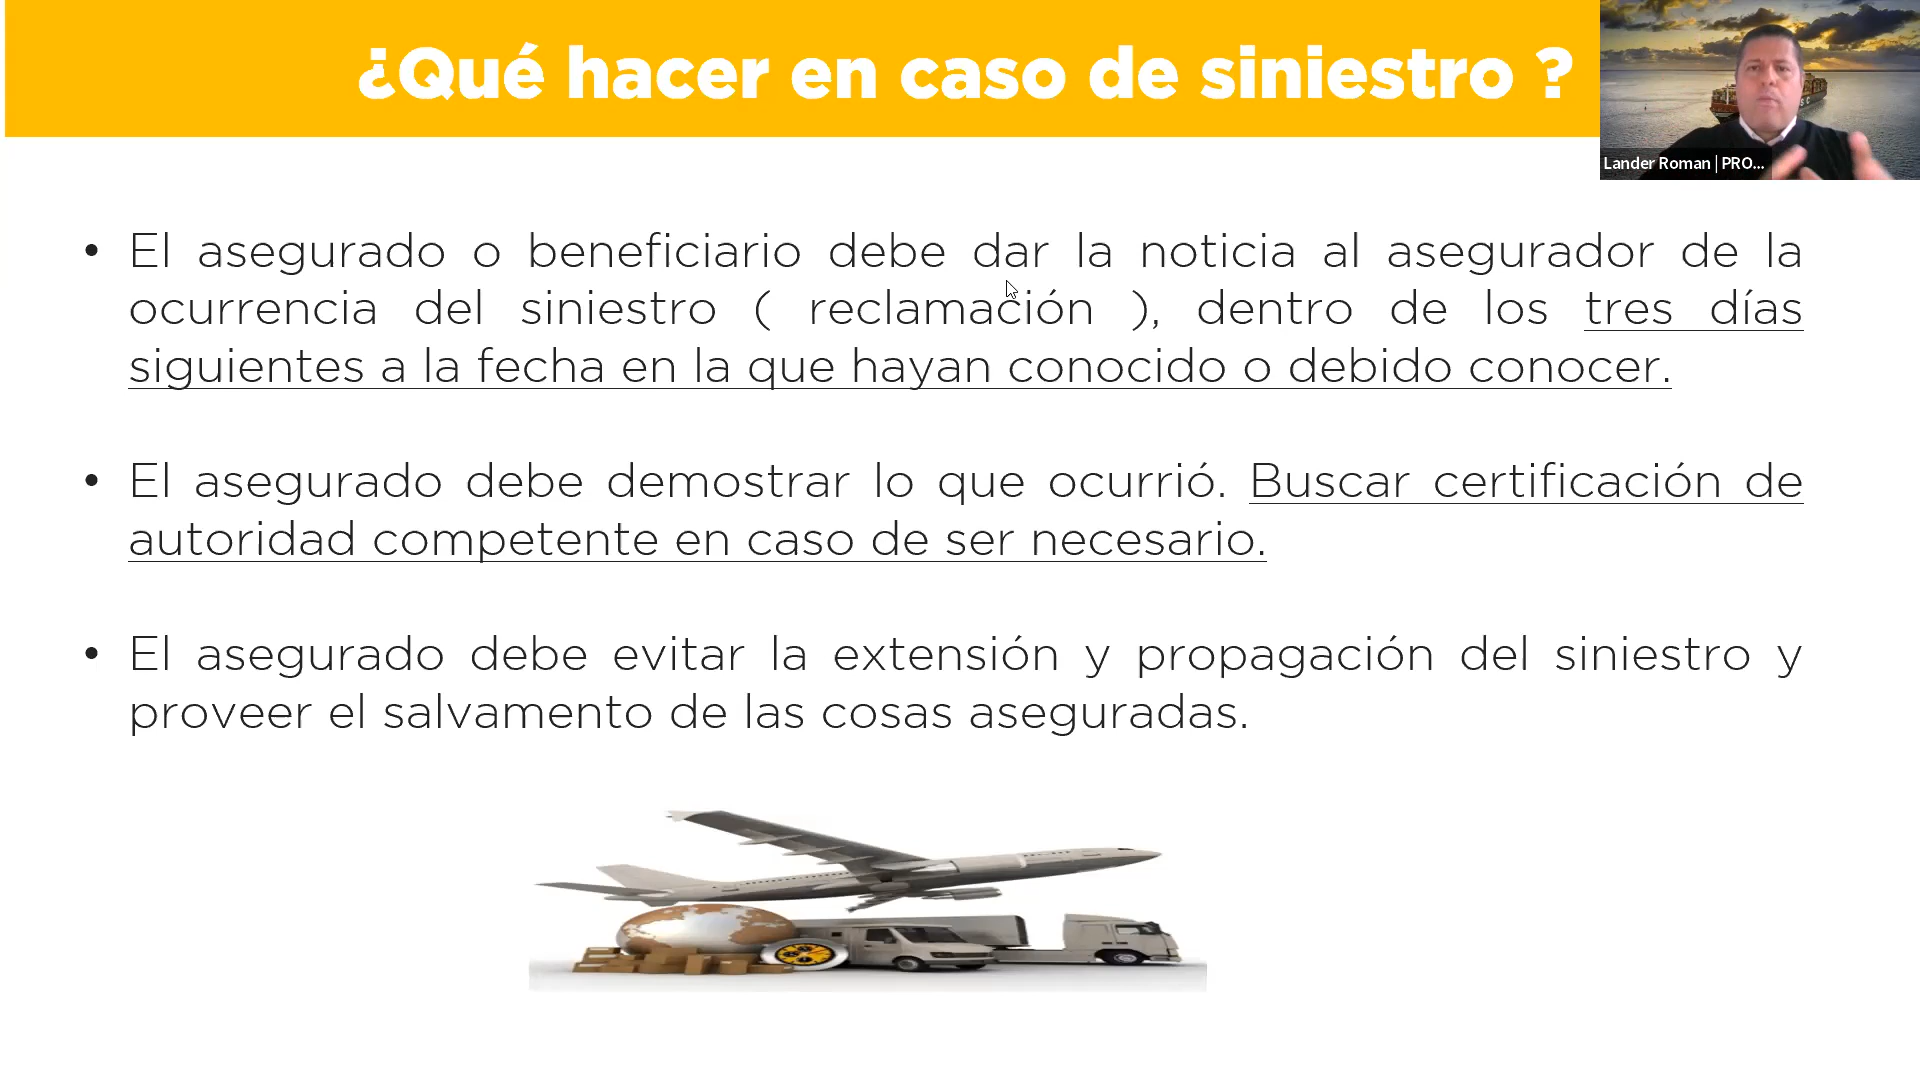 ¿Qué hacer en caso de siniestro ?
Lander Roman | PRO...
• El asegurado o beneficiario debe dar la noticia al asegurador de la
ocurrencia del siniestro ( reclamación ), dentro de los tres días
siguientes a la fecha en la que hayan conocido o debido conocer.
• El asegurado debe demostrar lo que ocurrió. Buscar certificación de
autoridad competente en caso de ser necesario.
• El asegurado debe evitar la extensión y propagación del siniestro y
proveer el salvamento de las cosas aseguradas.